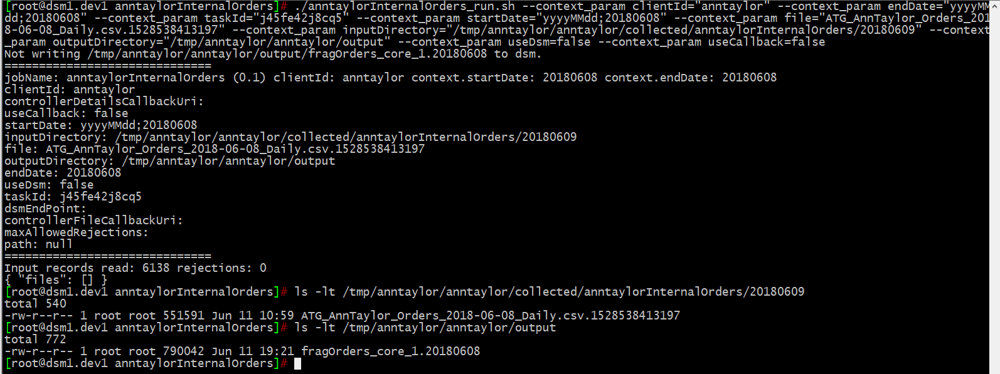 [root@dsm1.dev1 anntaylorInternalOrders]# ./anntaylorInternalOrders_run.sh --context_param clientId="anntaylor" --context_param endDate="yyyyMM
dd;20180608" --context_param taskId="j45fe42j8cq5" --context_param startDate="yyyyMMdd;20180608" --context_param file="ATG_AnnTaylor_Orders_201
8-06-08_Daily.csv.1528538413197" --context_param inputDirectory="/tmp/anntaylor/anntaylor/collected/anntaylorInternalOrders/20180609" --context
_param outputDirectory="/tmp/anntaylor/anntaylor/output" --context_param useDsm=false --context_param useCallback=false
Not writing /tmp/anntaylor/anntaylor/output/fragOrders_core_1.20180608 to dsm.
==============================
jobName: anntaylorInternalOrders (0.1) clientId: anntaylor context.startDate: 20180608 context.endDate: 20180608
clientId: anntaylor
controllerDetailsCallbackUri:
useCallback: false
startDate: yyyyMMdd;20180608
inputDirectory: /tmp/anntaylor/anntaylor/collected/anntaylorInternalOrders/20180609
file: ATG_AnnTaylor_Orders_2018-06-08_Daily.csv.1528538413197
outputDirectory: /tmp/anntaylor/anntaylor/output
endDate: 20180608
useDsm: false
taskId: j45fe42j8cq5
dsmEndPoint:
controllerFileCallbackUri:
maxAllowedRejections:
path: null
==============================
Input records read: 6138 rejections: 0
{ "files": [] }
[root@dsm1.dev1 anntaylorInternalOrders]# ls -lt /tmp/anntaylor/anntaylor/collected/anntaylorInternalOrders/20180609
total 540
-rw-r--r-- 1 root root 551591 Jun 11 10:59 ATG_AnnTaylor_Orders_2018-06-08_Daily.csv.1528538413197
[root@dsm1.dev1 anntaylorInternalOrders]# ls -lt /tmp/anntaylor/anntaylor/output
total 772
-rw-r--r-- 1 root root 790042 Jun 11 19:21 fragOrders_core_1.20180608
[root@dsm1.dev1 anntaylorInternalOrders]#